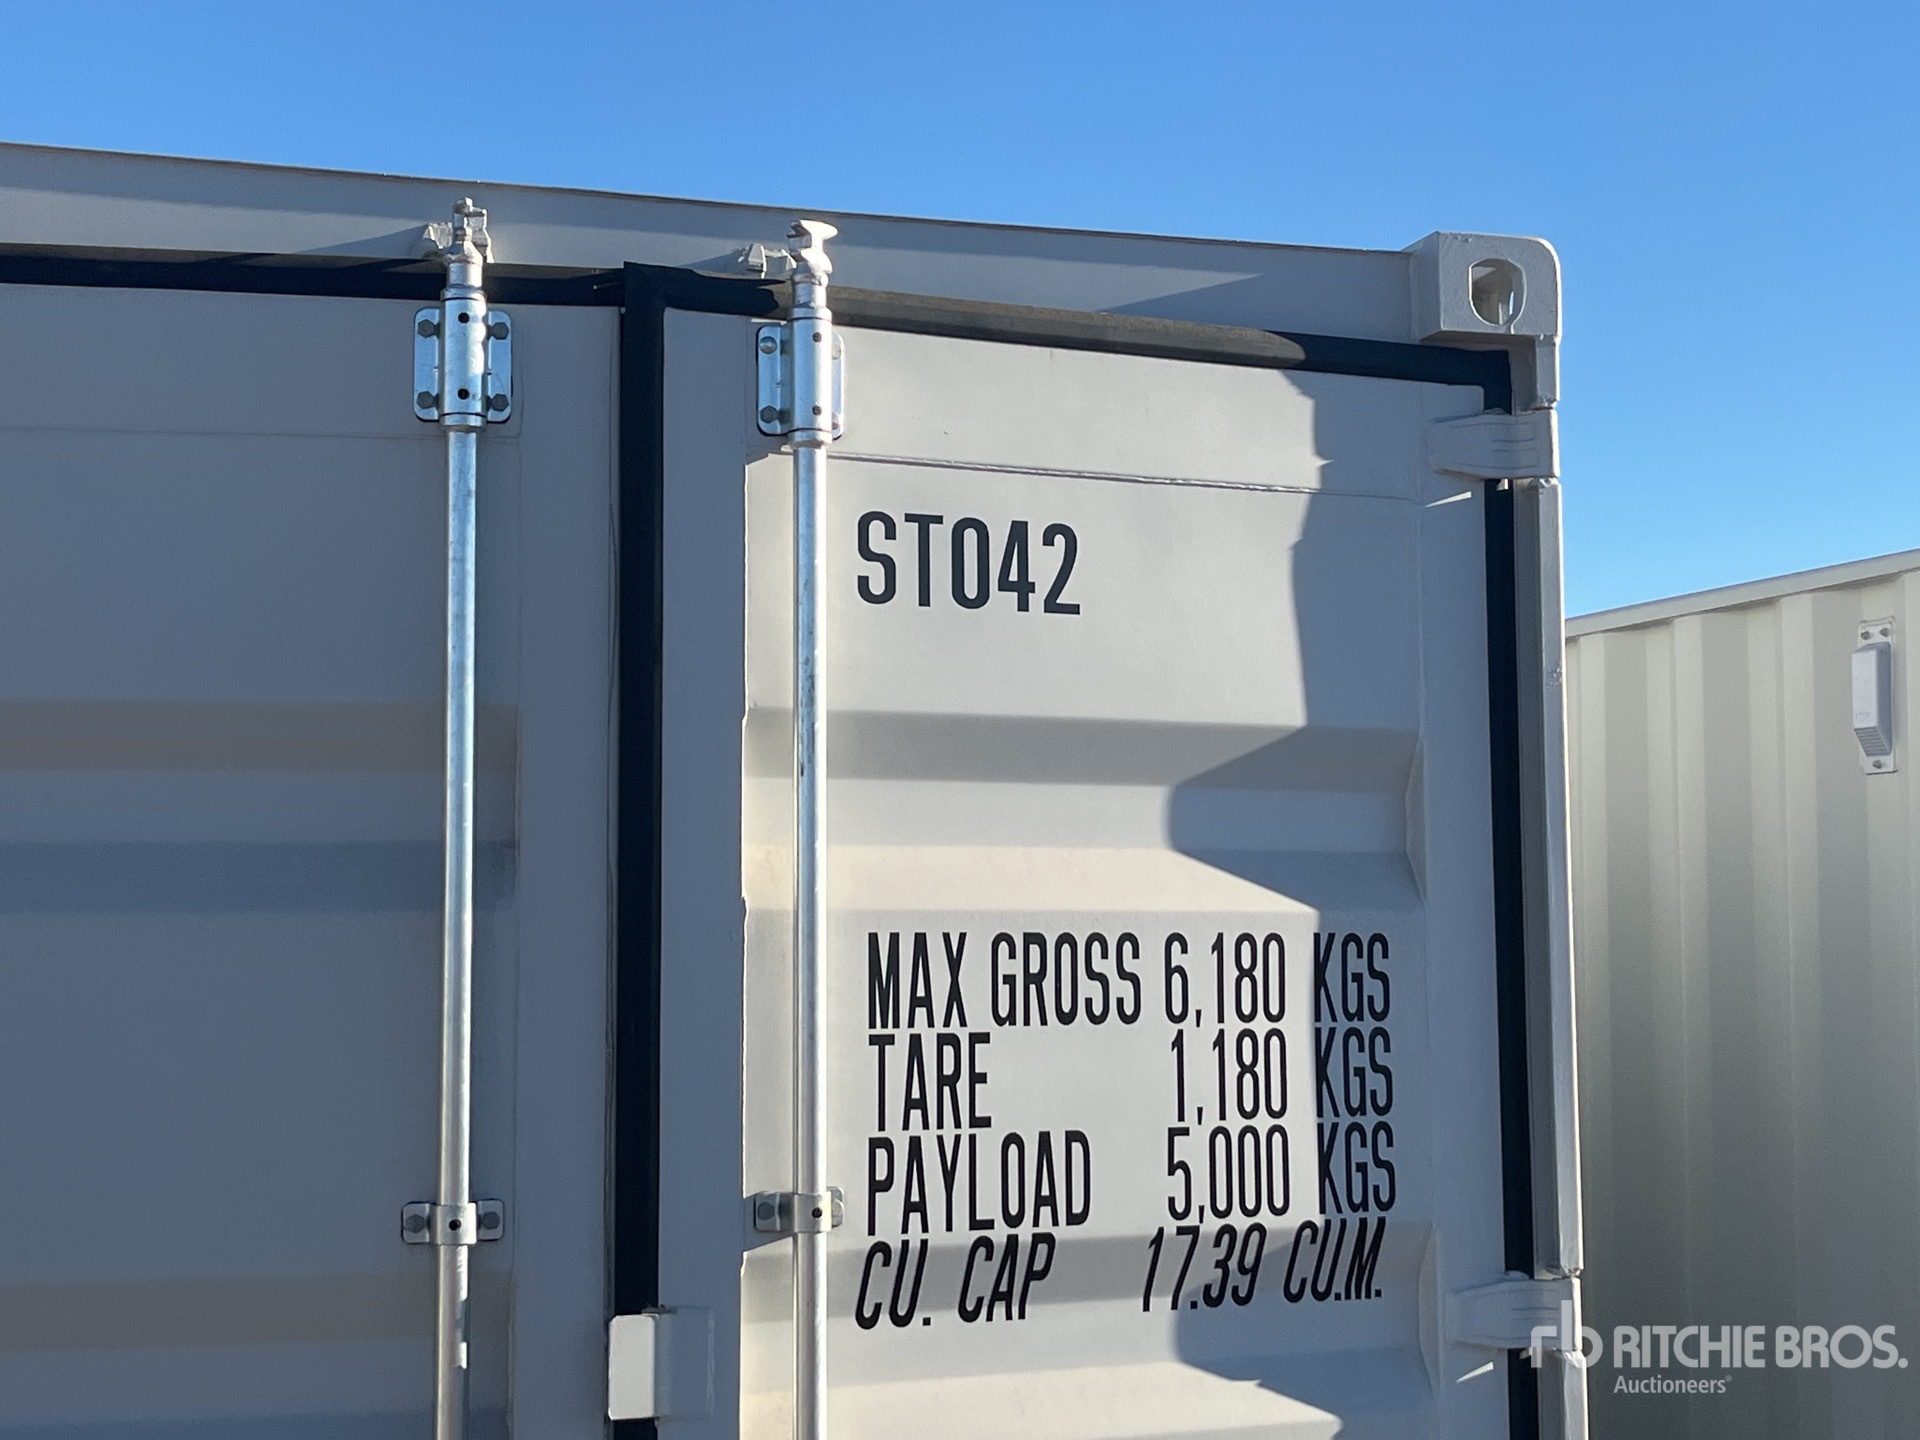 ST042
MAX GROSS 6,180 KGS
TARE 1,180 KGS
PAYLOAD 5,000 KGS
CU. CAP 17.39 CU.M.
rb RITCHIE BROS.
Auctioneers®